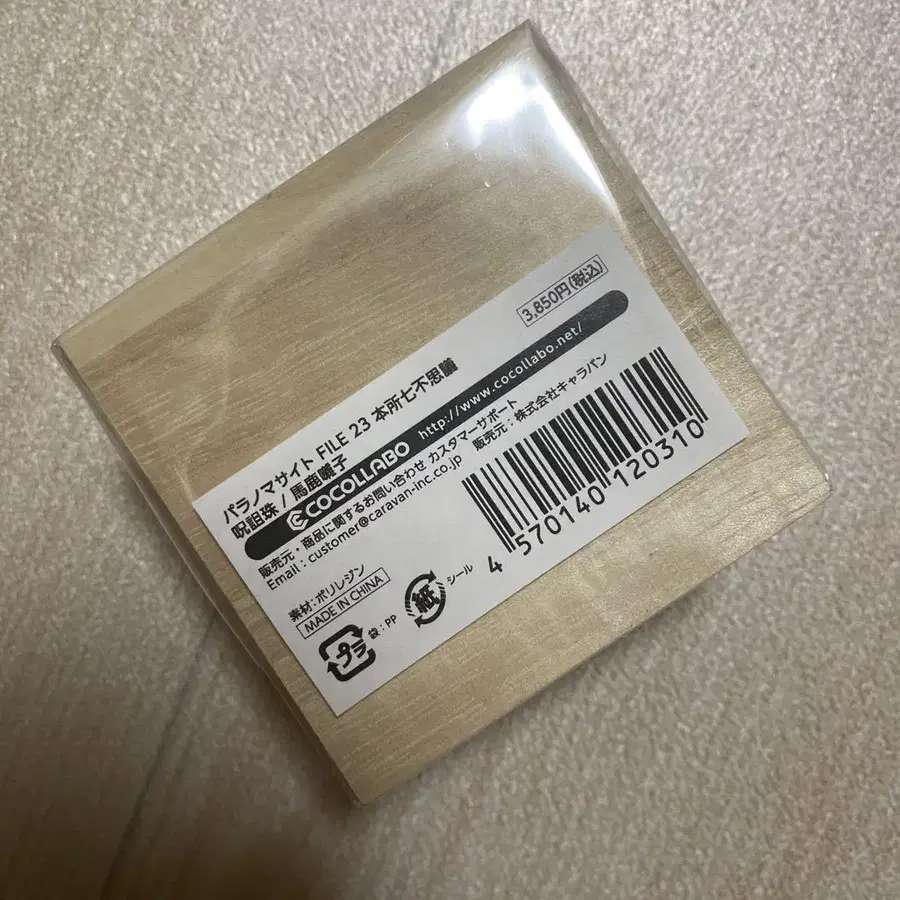 3,850円(税込)
パラノマサイト FILE 23 本所七不思議
呪詛珠 / 馬鹿囃子
COCOLLABO http://www.cocollabo.net/
販売元・商品に関するお問い合わせ カスタマーサポート
Email : customer@caravan-inc.co.jp 販売元:株式会社キャラバン
素材:ポリレジン
MADE IN CHINA
プラ 袋:PP 紙 シール
4 570140 120310